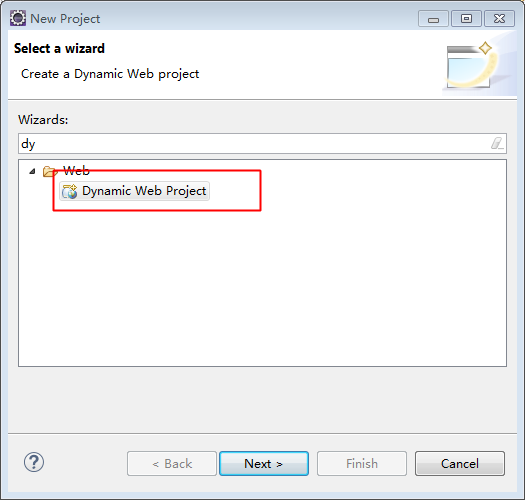 New Project
Select a wizard
Create a Dynamic Web project
Wizards:
dy
Web
Dynamic Web Project
?
< Back
Next >
Finish
Cancel